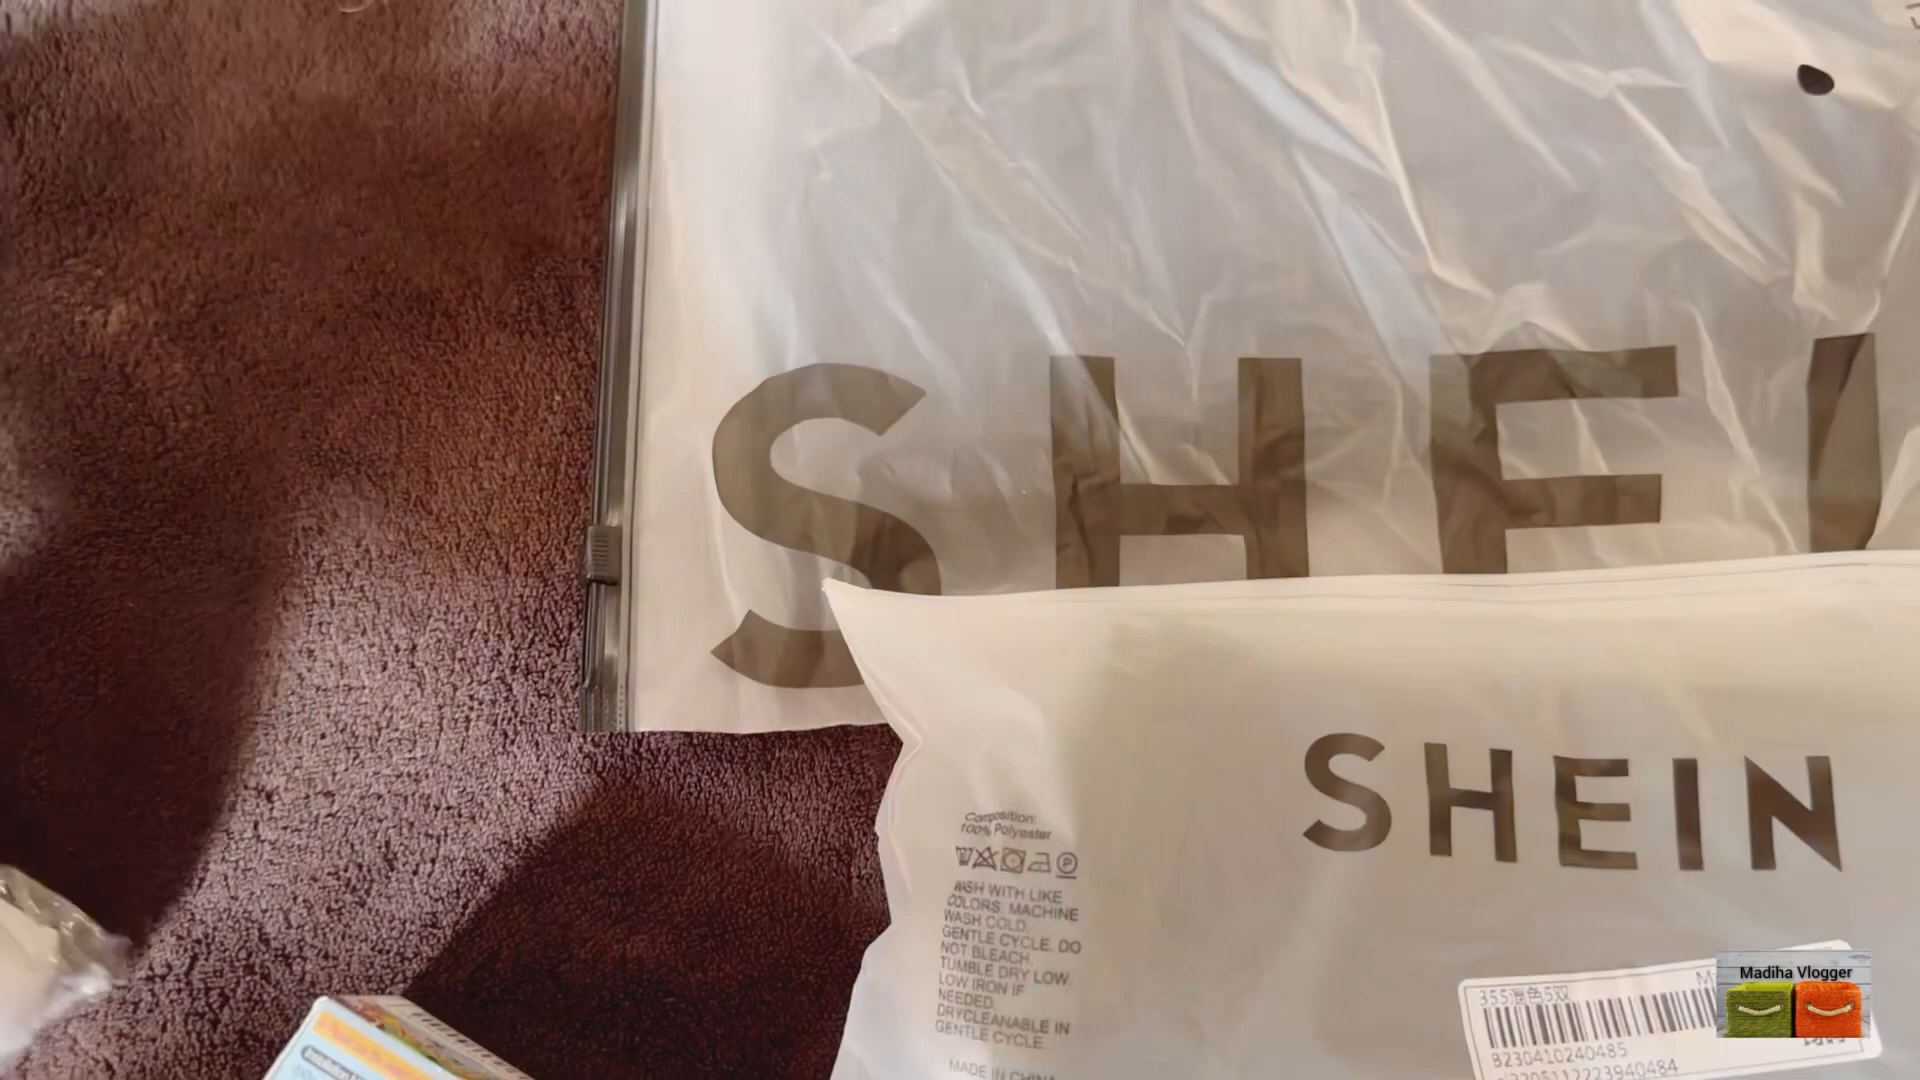 SHEI
SHEIN
Composition:
100% Polyester
WASH WITH LIKE
COLORS. MACHINE
WASH COLD.
GENTLE CYCLE. DO
NOT BLEACH.
TUMBLE DRY LOW.
LOW IRON IF
NEEDED.
DRYCLEANABLE IN
GENTLE CYCLE.
MADE IN CHINA
355混色5双
B230410240485
Madiha Vlogger